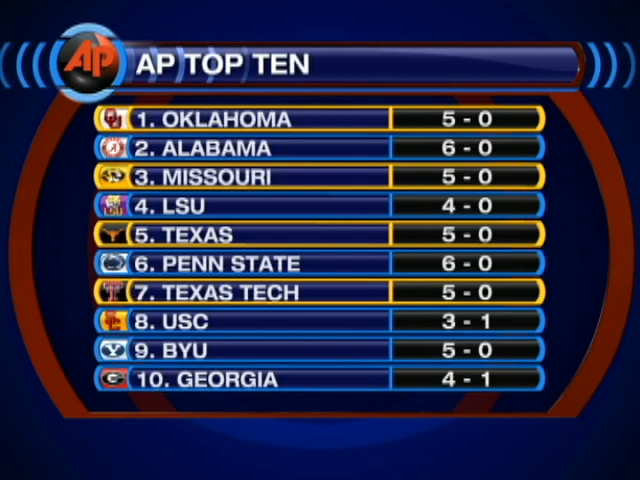 AP AP TOP TEN
1. OKLAHOMA 5 - 0
2. ALABAMA 6 - 0
3. MISSOURI 5 - 0
4. LSU 4 - 0
5. TEXAS 5 - 0
6. PENN STATE 6 - 0
7. TEXAS TECH 5 - 0
8. USC 3 - 1
9. BYU 5 - 0
10. GEORGIA 4 - 1